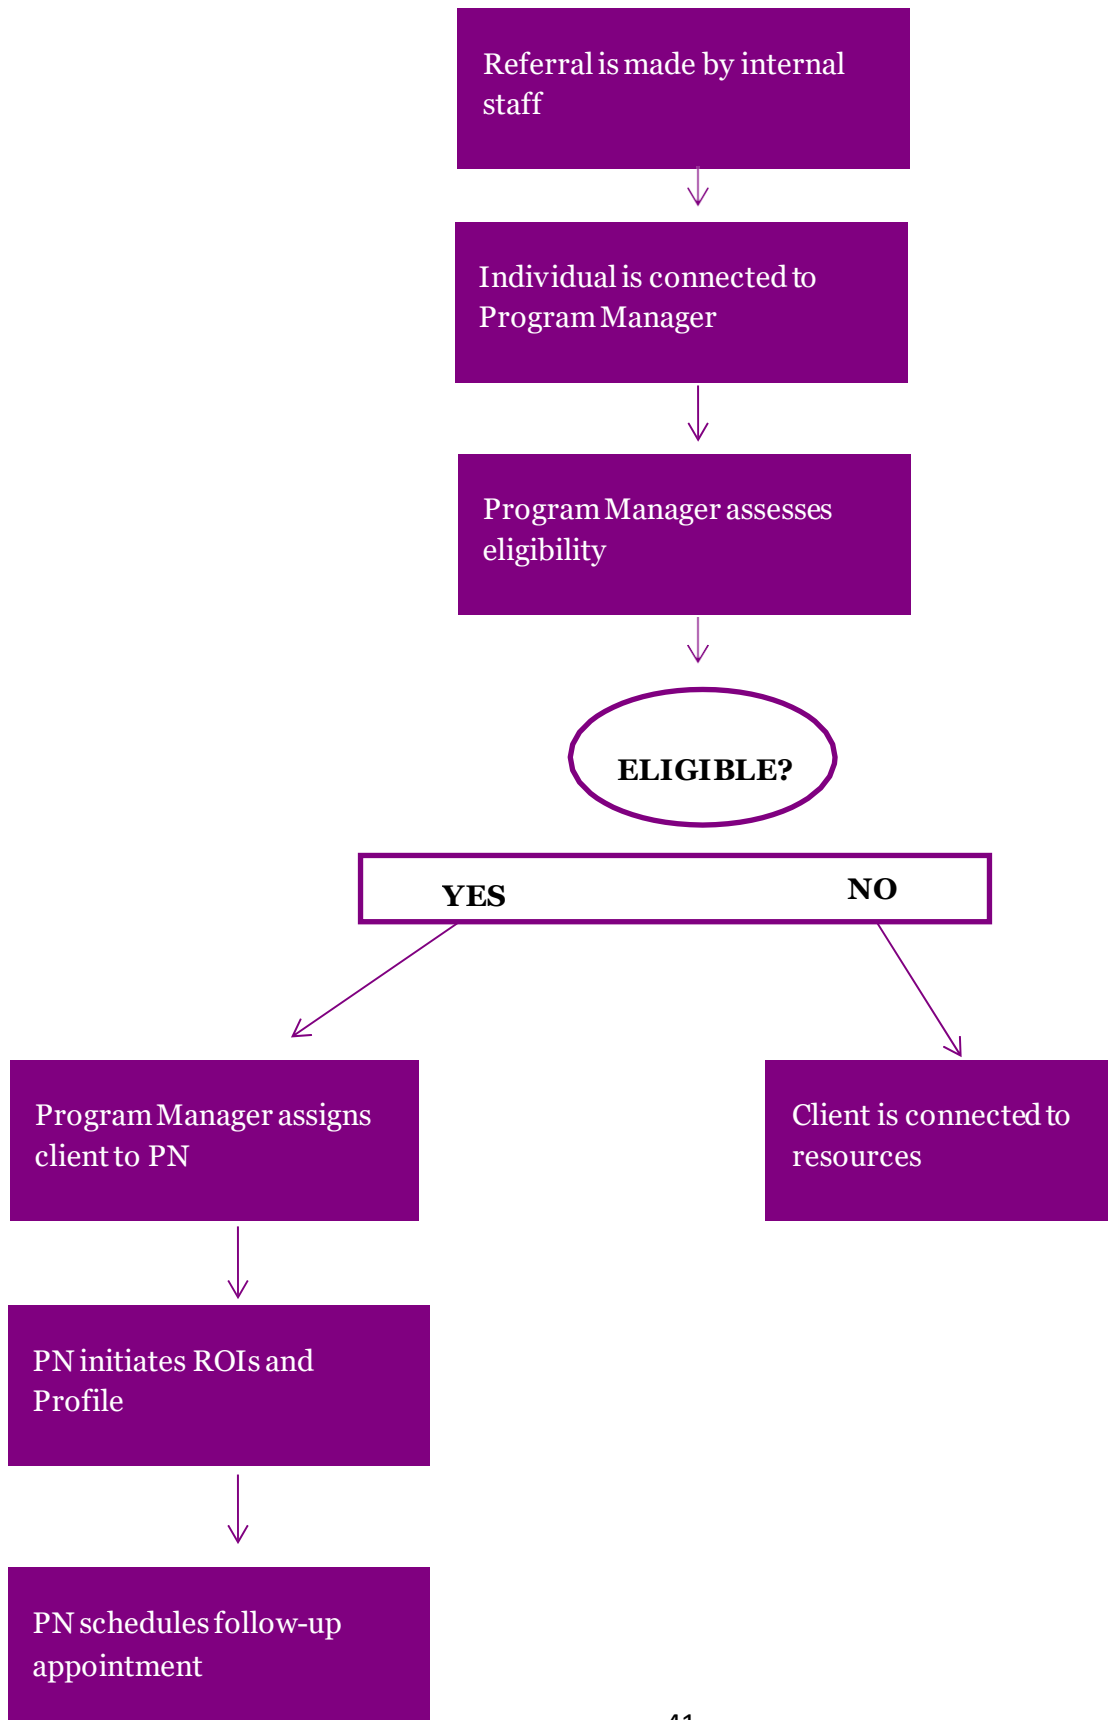 Referral is made by internal
staff
Individual is connected to
Program Manager
Program Manager assesses
eligibility
ELIGIBLE?
YES
NO
Program Manager assigns
client to PN
Client is connected to
resources
PN initiates ROIs and
Profile
PN schedules follow-up
appointment
41